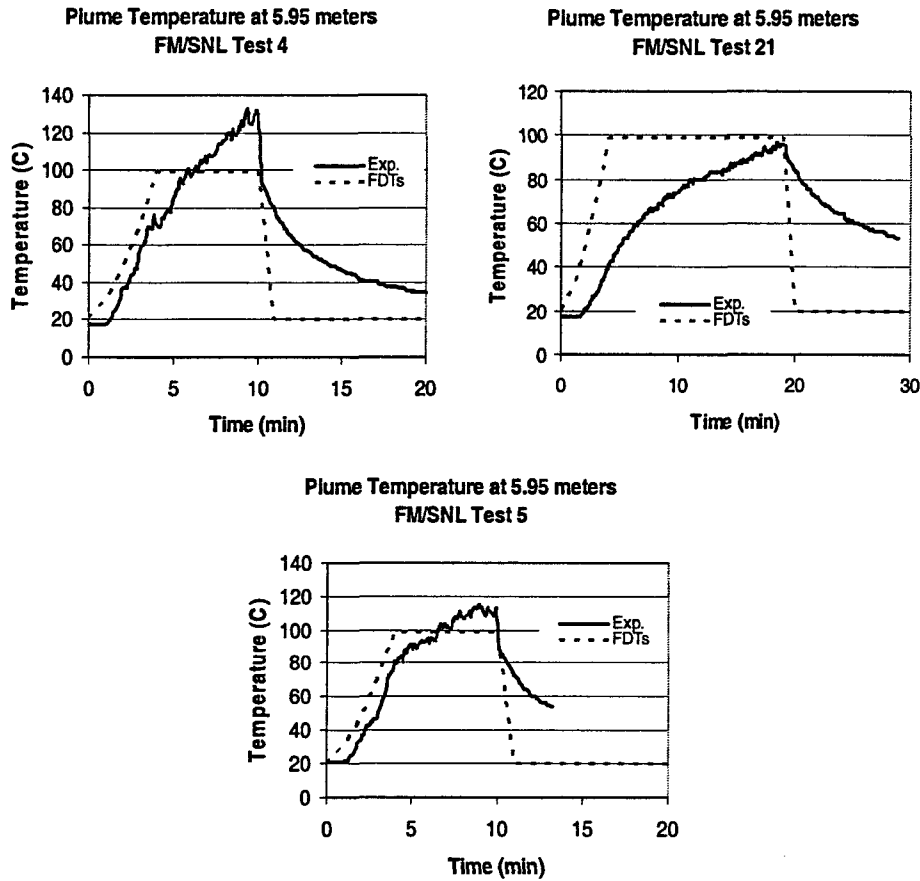 Plume Temperature at 5.95 meters
FM/SNL Test 4
140
120
100
80
60
40
20
0
Temperature (C)
Exp.
FDTs
0
5
10
15
20
Time (min)
Plume Temperature at 5.95 meters
FM/SNL Test 21
120
100
80
60
40
20
0
Temperature (C)
Exp.
FDTs
0
10
20
30
Time (min)
Plume Temperature at 5.95 meters
FM/SNL Test 5
140
120
100
80
60
40
20
0
Temperature (C)
Exp.
FDTs
0
5
10
15
20
Time (min)